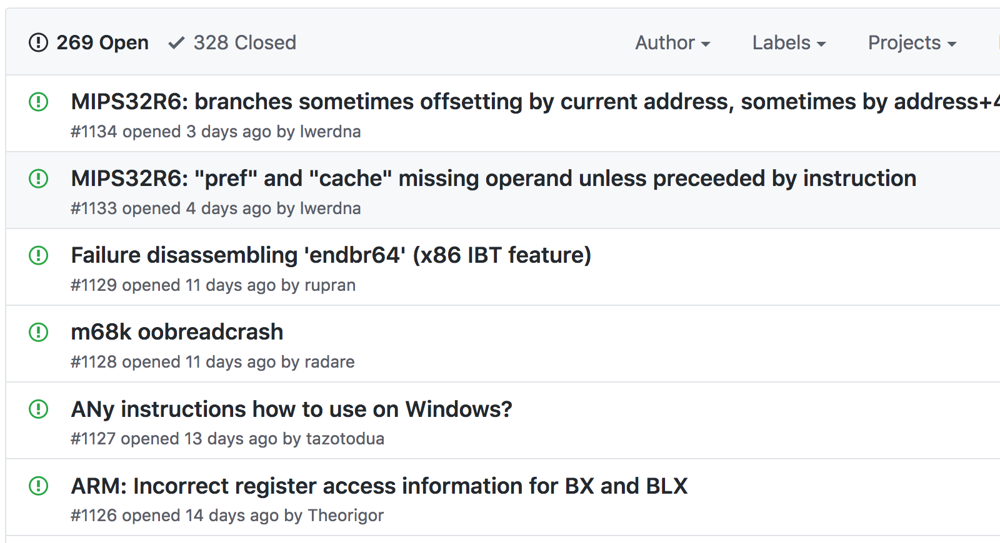 269 Open 328 Closed Author Labels Projects
MIPS32R6: branches sometimes offsetting by current address, sometimes by address+4
#1134 opened 3 days ago by lwerdna
MIPS32R6: "pref" and "cache" missing operand unless preceeded by instruction
#1133 opened 4 days ago by lwerdna
Failure disassembling 'endbr64' (x86 IBT feature)
#1129 opened 11 days ago by rupran
m68k oobreadcrash
#1128 opened 11 days ago by radare
ANy instructions how to use on Windows?
#1127 opened 13 days ago by tazotodua
ARM: Incorrect register access information for BX and BLX
#1126 opened 14 days ago by Theorigor